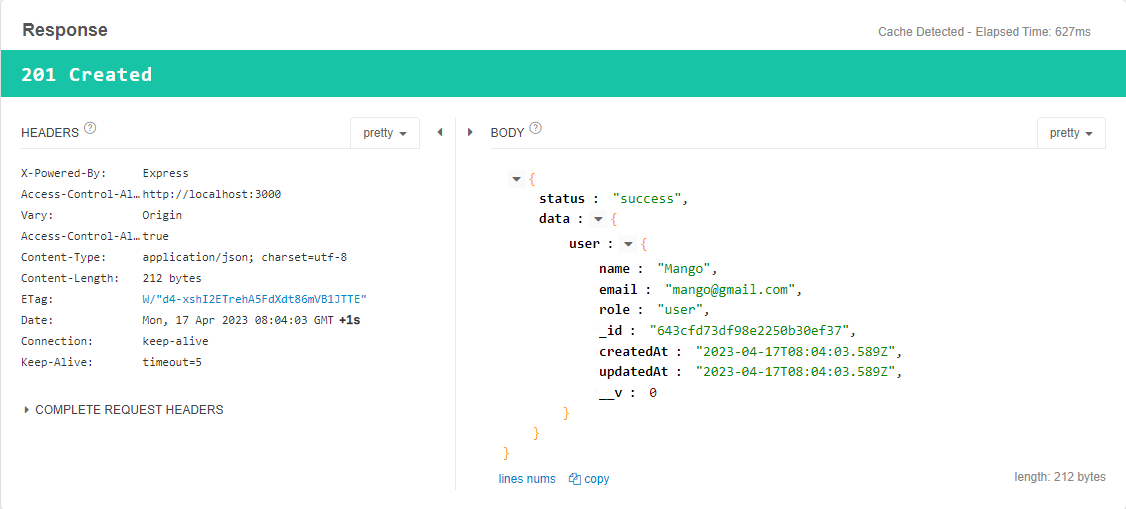 Response
Cache Detected - Elapsed Time: 627ms
201 Created
HEADERS ? pretty
X-Powered-By: Express
Access-Control-Al… http://localhost:3000
Vary: Origin
Access-Control-Al… true
Content-Type: application/json; charset=utf-8
Content-Length: 212 bytes
ETag: W/"d4-xshI2ETrehA5FdXdt86mVB1JTTE"
Date: Mon, 17 Apr 2023 08:04:03 GMT +1s
Connection: keep-alive
Keep-Alive: timeout=5
COMPLETE REQUEST HEADERS
BODY ? pretty
{
status : "success",
data : {
user : {
name : "Mango",
email : "mango@gmail.com",
role : "user",
_id : "643cfd73df98e2250b30ef37",
createdAt : "2023-04-17T08:04:03.589Z",
updatedAt : "2023-04-17T08:04:03.589Z",
__v : 0
}
}
}
lines nums copy
length: 212 bytes